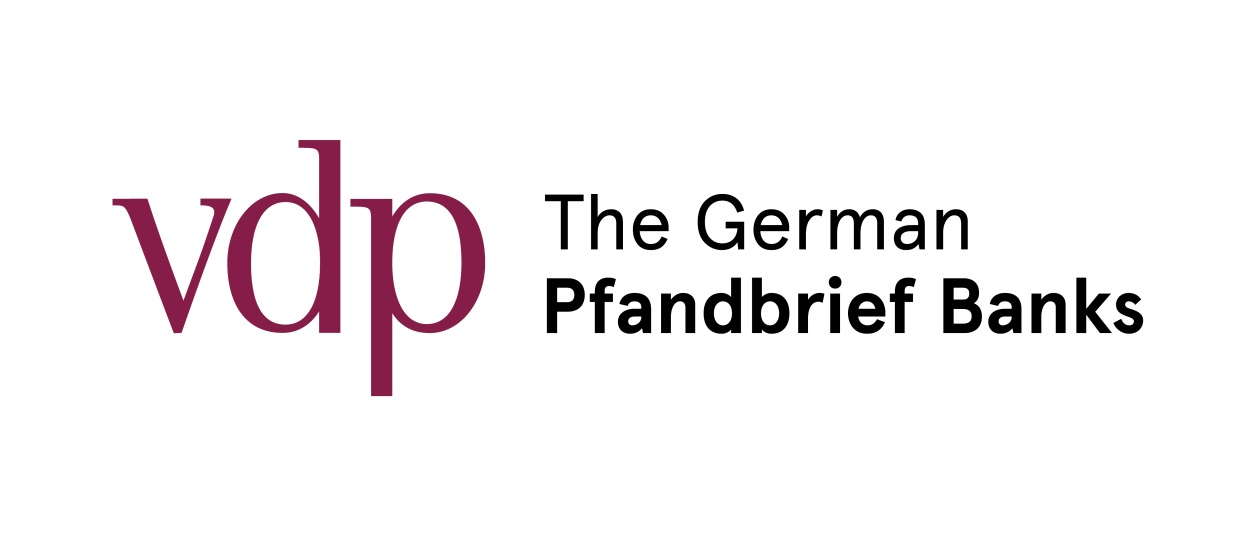 vdp
The German
Pfandbrief Banks